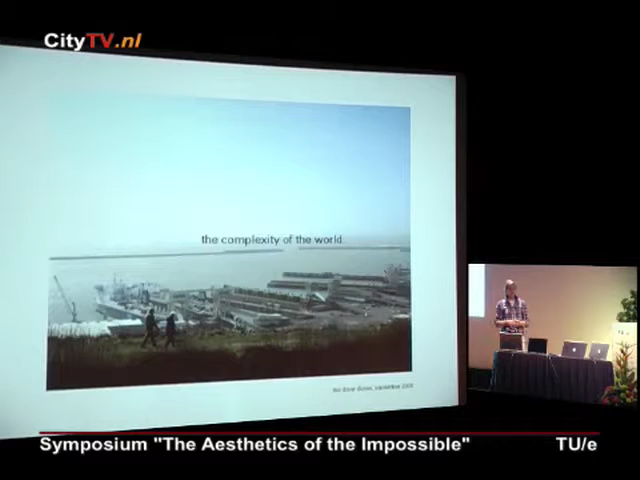 CityTV.nl
the complexity of the world
Symposium "The Aesthetics of the Impossible"
TU/e